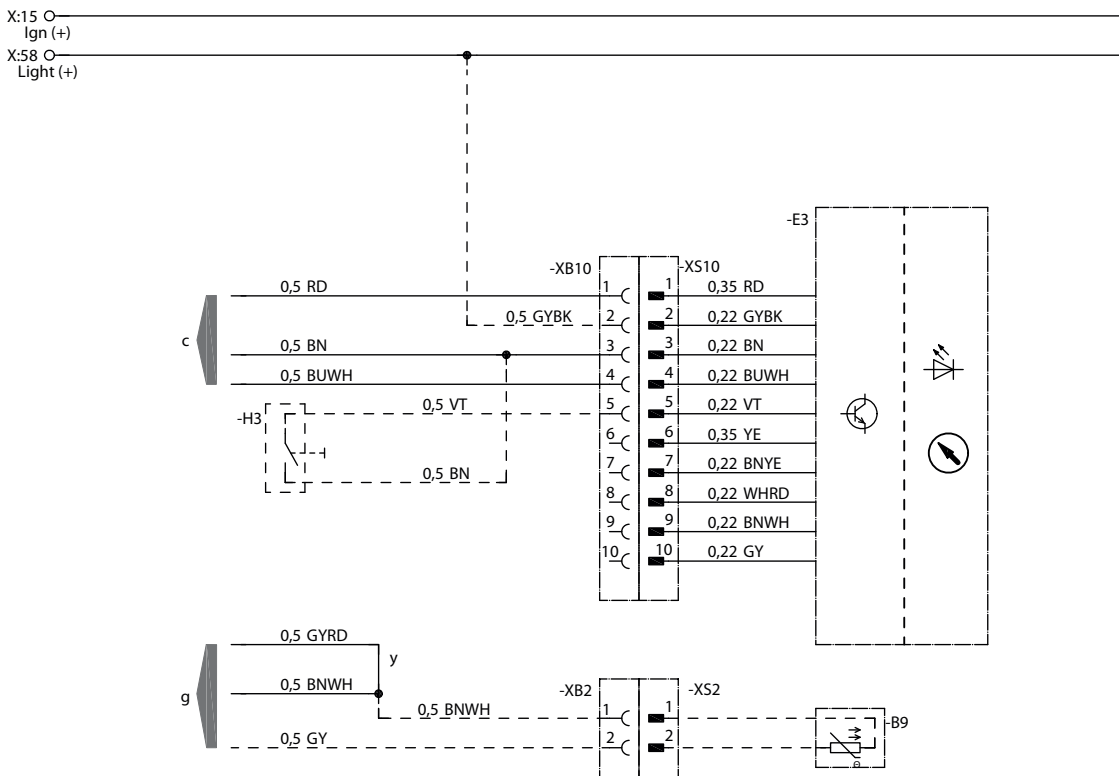 X:15
Ign (+)
X:58
Light (+)
-E3
-XB10
-XS10
0,5 RD
1
1
0,35 RD
0,5 GYBK
2
2
0,22 GYBK
c
0,5 BN
3
3
0,22 BN
0,5 BUWH
4
4
0,22 BUWH
-H3
0,5 VT
5
5
0,22 VT
6
6
0,35 YE
0,5 BN
7
7
0,22 BNYE
8
8
0,22 WHRD
9
9
0,22 BNWH
10
10
0,22 GY
0,5 GYRD
y
g
0,5 BNWH
-XB2
-XS2
0,5 BNWH
1
1
-B9
0,5 GY
2
2
Θ